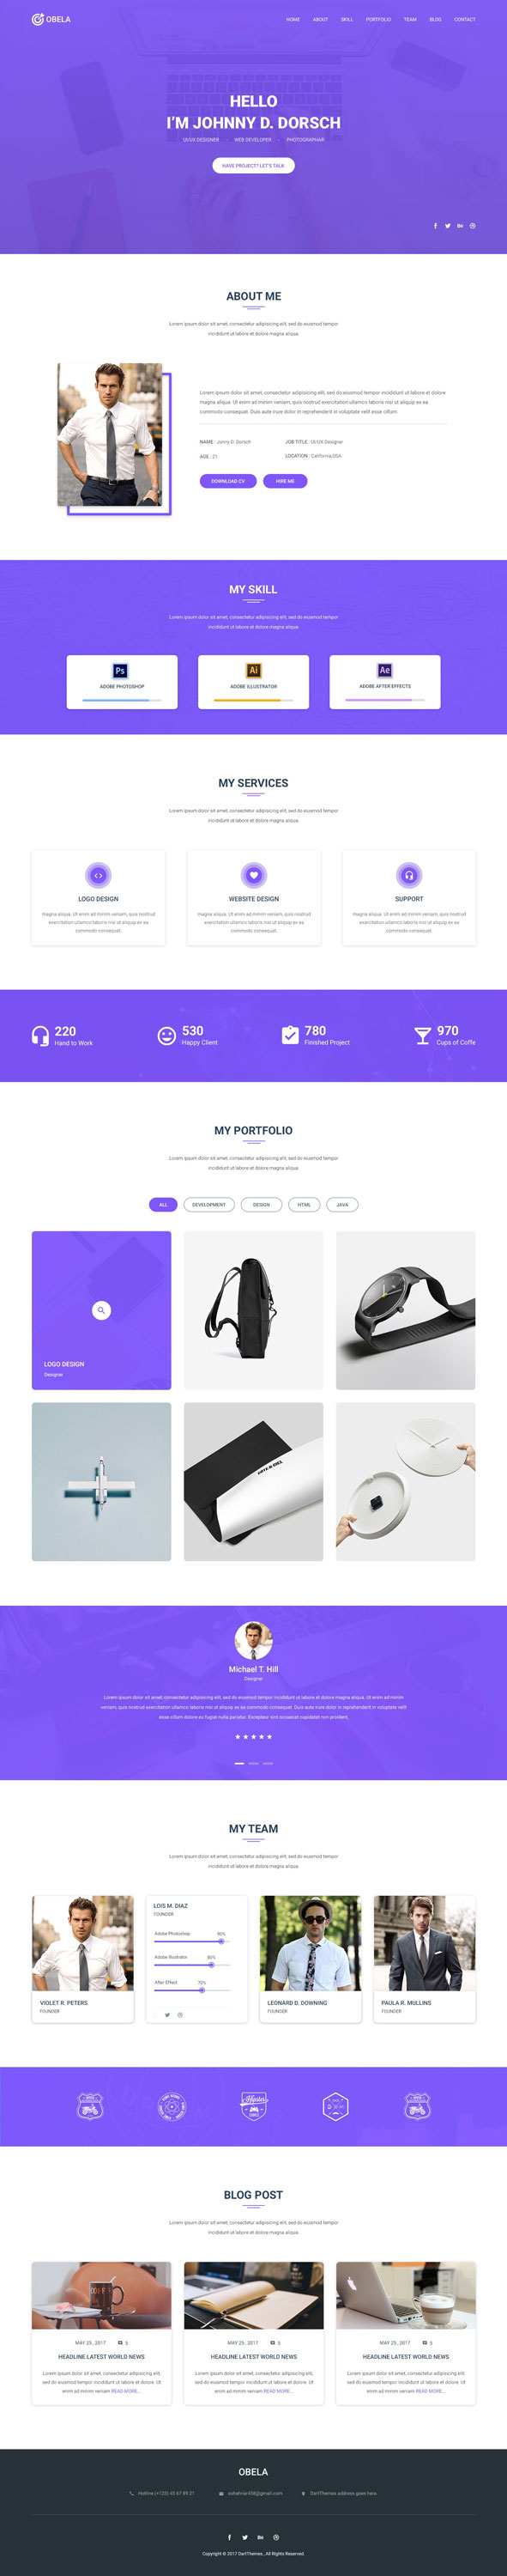 OBELA
HOME ABOUT SKILL PORTFOLIO TEAM BLOG CONTACT
HELLO
I'M JOHNNY D. DORSCH
UI/UX DESIGNER - WEB DEVELOPER - PHOTOGRAPHAR
HAVE PROJECT? LET'S TALK
ABOUT ME
Lorem ipsum dolor sit amet, consectetur adipisicing elit, sed do eiusmod tempor
incididunt ut labore et dolore magna aliqua.
Lorem ipsum dolor sit amet, consectetur adipisicing elit, sed do eiusmod tempor incididunt ut labore et dolore
magna aliqua. Ut enim ad minim veniam, quis nostrud exercitation ullamco laboris nisi ut aliquip ex ea
commodo consequat. Duis aute irure dolor in reprehenderit in voluptate velit esse cillum.
NAME : Jonny D. Dorsch
JOB TITLE : UI/UX Designer
AGE : 21
LOCATION : California,USA
DOWNLOAD CV
HIRE ME
MY SKILL
Lorem ipsum dolor sit amet, consectetur adipisicing elit, sed do eiusmod tempor
incididunt ut labore et dolore magna aliqua.
Ps
ADOBE PHOTOSHOP
Ai
ADOBE ILLUSTRATOR
Ae
ADOBE AFTER EFFECTS
MY SERVICES
Lorem ipsum dolor sit amet, consectetur adipisicing elit, sed do eiusmod tempor
incididunt ut labore et dolore magna aliqua.
LOGO DESIGN
magna aliqua. Ut enim ad minim veniam, quis nostrud
exercitation ullamco laboris nisi ut aliquip ex ea
commodo consequat.
WEBSITE DESIGN
magna aliqua. Ut enim ad minim veniam, quis nostrud
exercitation ullamco laboris nisi ut aliquip ex ea
commodo consequat.
SUPPORT
magna aliqua. Ut enim ad minim veniam, quis nostrud
exercitation ullamco laboris nisi ut aliquip ex ea
commodo consequat.
220
Hand to Work
530
Happy Client
780
Finished Project
970
Cups of Coffe
MY PORTFOLIO
Lorem ipsum dolor sit amet, consectetur adipisicing elit, sed do eiusmod tempor
incididunt ut labore et dolore magna aliqua.
ALL DEVELOPMENT DESIGN HTML JAVA
LOGO DESIGN
Designer
Michael T. Hill
Designer
Lorem ipsum dolor sit amet, consectetur adipisicing elit, sed do eiusmod tempor incididunt ut labore et dolore magna aliqua. Ut enim ad minim
veniam, quis nostrud exercitation ullamco laboris nisi ut aliquip ex ea commodo consequat. Duis aute irure dolor in reprehenderit in voluptate velit
esse cillum dolore eu fugiat nulla pariatur. Excepteur sint occaecat cupidatat non proident.
MY TEAM
Lorem ipsum dolor sit amet, consectetur adipisicing elit, sed do eiusmod tempor
incididunt ut labore et dolore magna aliqua.
VIOLET R. PETERS
FOUNDER
LOIS M. DIAZ
FOUNDER
Adobe Photoshop 90%
Adobe Illustrator 80%
After Effect 70%
LEONARD D. DOWNING
FOUNDER
PAULA R. MULLINS
FOUNDER
Hipster
BLOG POST
Lorem ipsum dolor sit amet, consectetur adipisicing elit, sed do eiusmod tempor
incididunt ut labore et dolore magna aliqua.
MAY 25 , 2017 5
HEADLINE LATEST WORLD NEWS
Lorem ipsum dolor sit amet, consectetur adipisicing elit,
sed do eiusmod tempor incididunt ut labore et dolore Ut
enim ad minim veniam READ MORE...
MAY 25 , 2017 5
HEADLINE LATEST WORLD NEWS
Lorem ipsum dolor sit amet, consectetur adipisicing elit,
sed do eiusmod tempor incididunt ut labore et dolore Ut
enim ad minim veniam READ MORE...
MAY 25 , 2017 5
HEADLINE LATEST WORLD NEWS
Lorem ipsum dolor sit amet, consectetur adipisicing elit,
sed do eiusmod tempor incididunt ut labore et dolore Ut
enim ad minim veniam READ MORE...
OBELA
Hotline (+123) 45 67 89 01
DartThemes address goes here.
Copyright © 2017 DartThemes, All Rights Reserved.